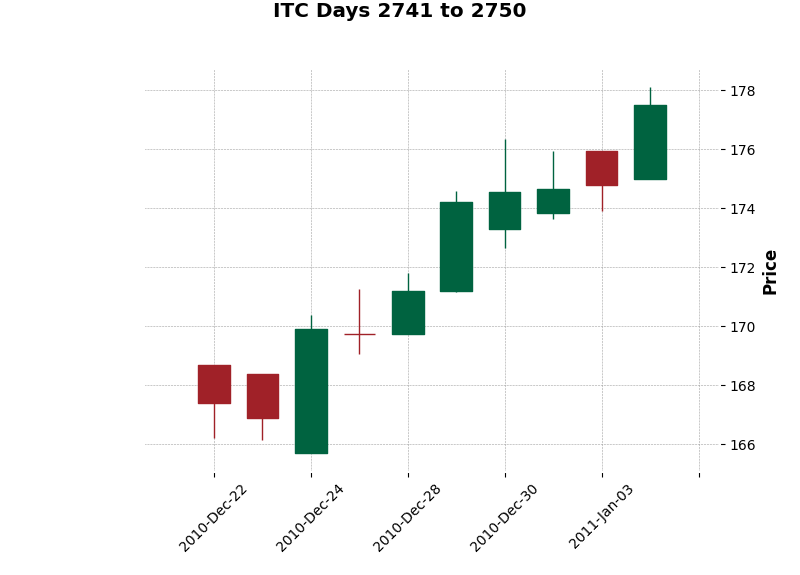 ITC Days 2741 to 2750
178
176
174
172
170
168
166
Price
2010-Dec-22
2010-Dec-24
2010-Dec-28
2010-Dec-30
2011-Jan-03